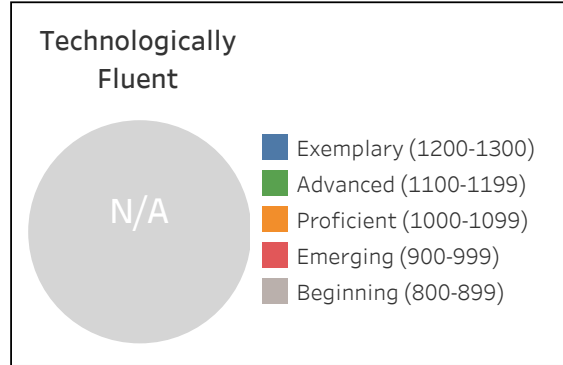 Technologically
Fluent
N/A
Exemplary (1200-1300)
Advanced (1100-1199)
Proficient (1000-1099)
Emerging (900-999)
Beginning (800-899)